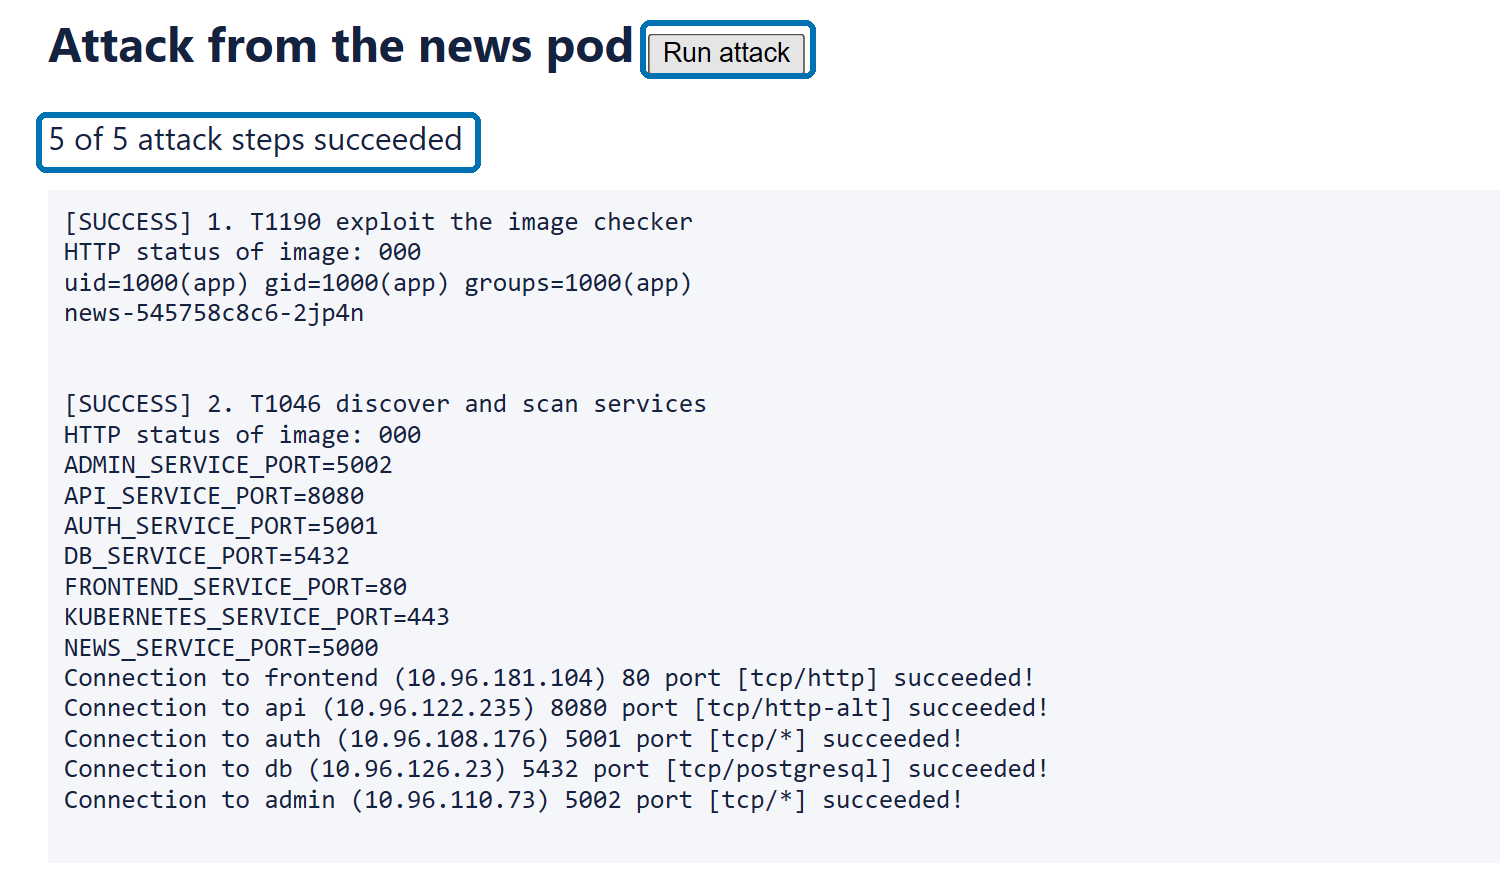 Attack from the news pod Run attack
5 of 5 attack steps succeeded
[SUCCESS] 1. T1190 exploit the image checker
HTTP status of image: 000
uid=1000(app) gid=1000(app) groups=1000(app)
news-545758c8c6-2jp4n
[SUCCESS] 2. T1046 discover and scan services
HTTP status of image: 000
ADMIN_SERVICE_PORT=5002
API_SERVICE_PORT=8080
AUTH_SERVICE_PORT=5001
DB_SERVICE_PORT=5432
FRONTEND_SERVICE_PORT=80
KUBERNETES_SERVICE_PORT=443
NEWS_SERVICE_PORT=5000
Connection to frontend (10.96.181.104) 80 port [tcp/http] succeeded!
Connection to api (10.96.122.235) 8080 port [tcp/http-alt] succeeded!
Connection to auth (10.96.108.176) 5001 port [tcp/*] succeeded!
Connection to db (10.96.126.23) 5432 port [tcp/postgresql] succeeded!
Connection to admin (10.96.110.73) 5002 port [tcp/*] succeeded!